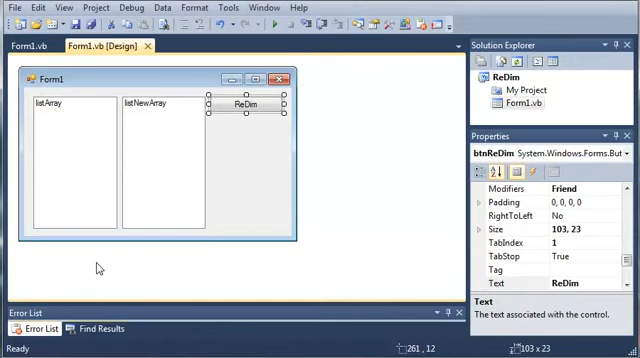 File Edit View Project Build Debug Data Format Tools Window Help
Form1.vb Form1.vb [Design]
Form1
listArray
listNewArray
ReDim
Solution Explorer
ReDim
My Project
Form1.vb
Properties
btnReDim System.Windows.Forms.But
Modifiers Friend
Padding 0, 0, 0, 0
RightToLeft No
Size 103, 23
TabIndex 1
TabStop True
Tag
Text ReDim
Text
The text associated with the control.
Error List
Error List Find Results
Ready 261 , 12 103 x 23